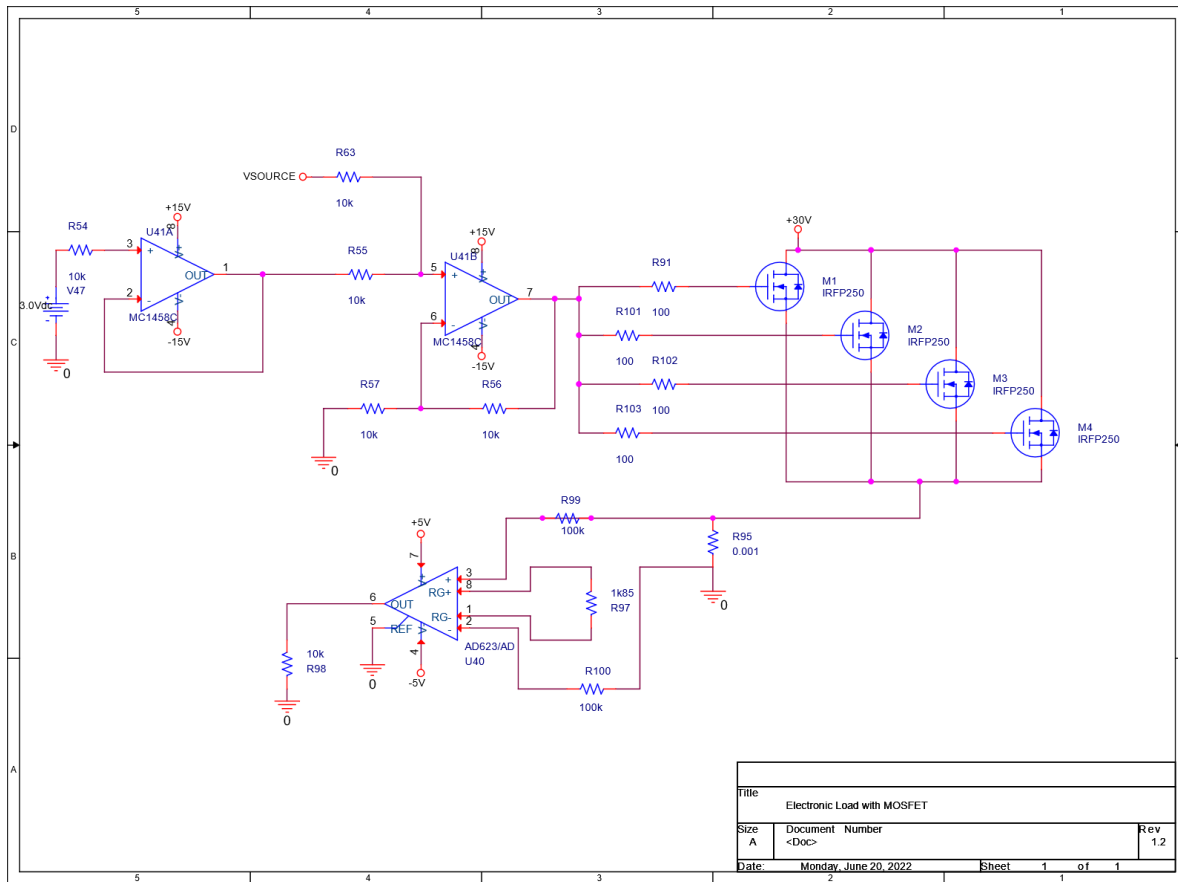 5 4 3 2 1
D
C
B
A
R63
VSOURCE
10k
+15V
8
R54
U41A
3
+
V+
10k
V47
OUT
1
3.0Vdc
+
-
2
-
V-
MC1458C
4
-15V
0
R55
10k
+15V
8
U41B
5
+
V+
OUT
7
6
-
V-
MC1458C
4
-15V
R57
10k
R56
10k
0
R91
100
R101
100
R102
100
R103
100
+30V
M1
IRFP250
M2
IRFP250
M3
IRFP250
M4
IRFP250
R99
100k
R95
0.001
0
+5V
7
V+
3
+
8
RG+
1
RG-
2
-
6
OUT
5
REF
V-
4
-5V
AD623/AD
U40
1k85
R97
R100
100k
10k
R98
0
0
Title
Electronic Load with MOSFET
Size Document Number Rev
A <Doc> 1.2
Date: Monday, June 20, 2022 Sheet 1 of 1
5 4 3 2 1